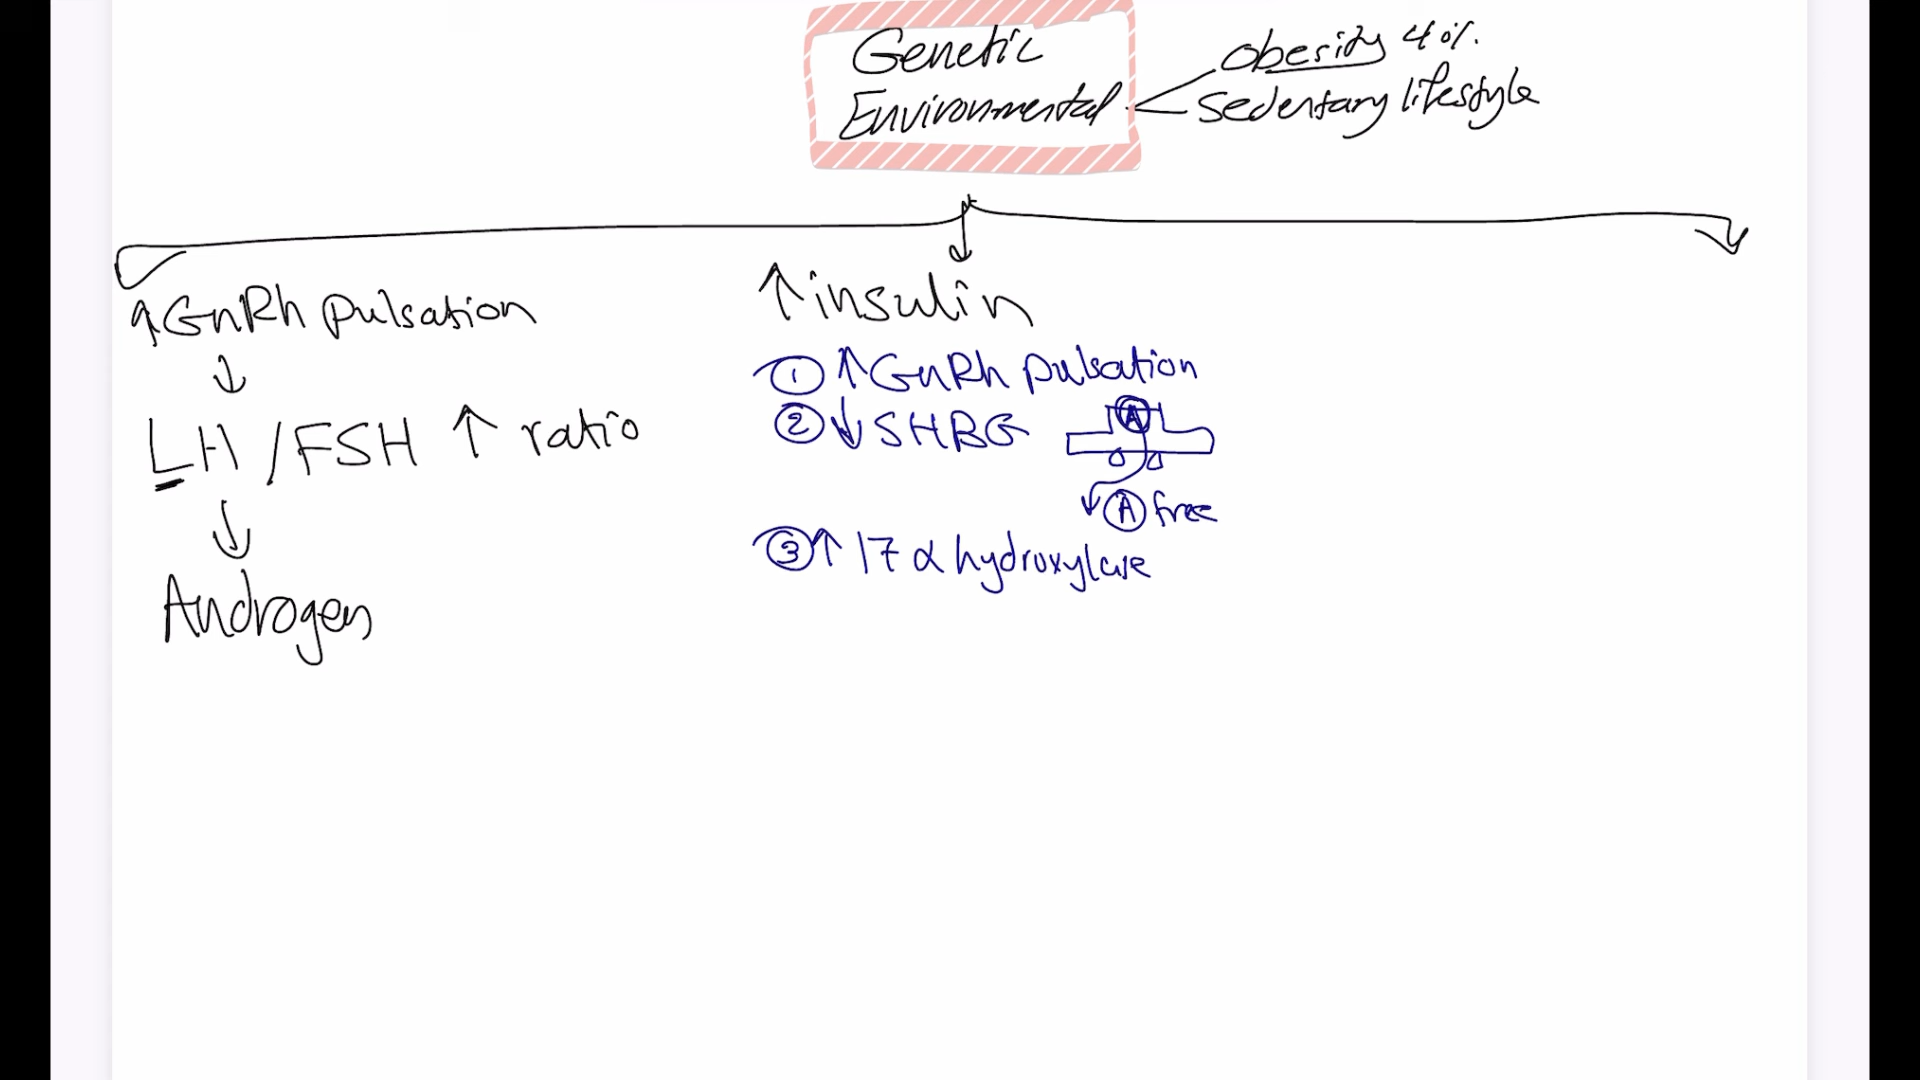 Genetic
Environmental
obesity 40%.
Sedentary lifestyle
↑GnRh pulsation
↓
LH /FSH ↑ ratio
↓
Androgen
↑insulin
① ↑GnRh pulsation
② ↓SHBG
A
A free
③ ↑ 17 α hydroxylase